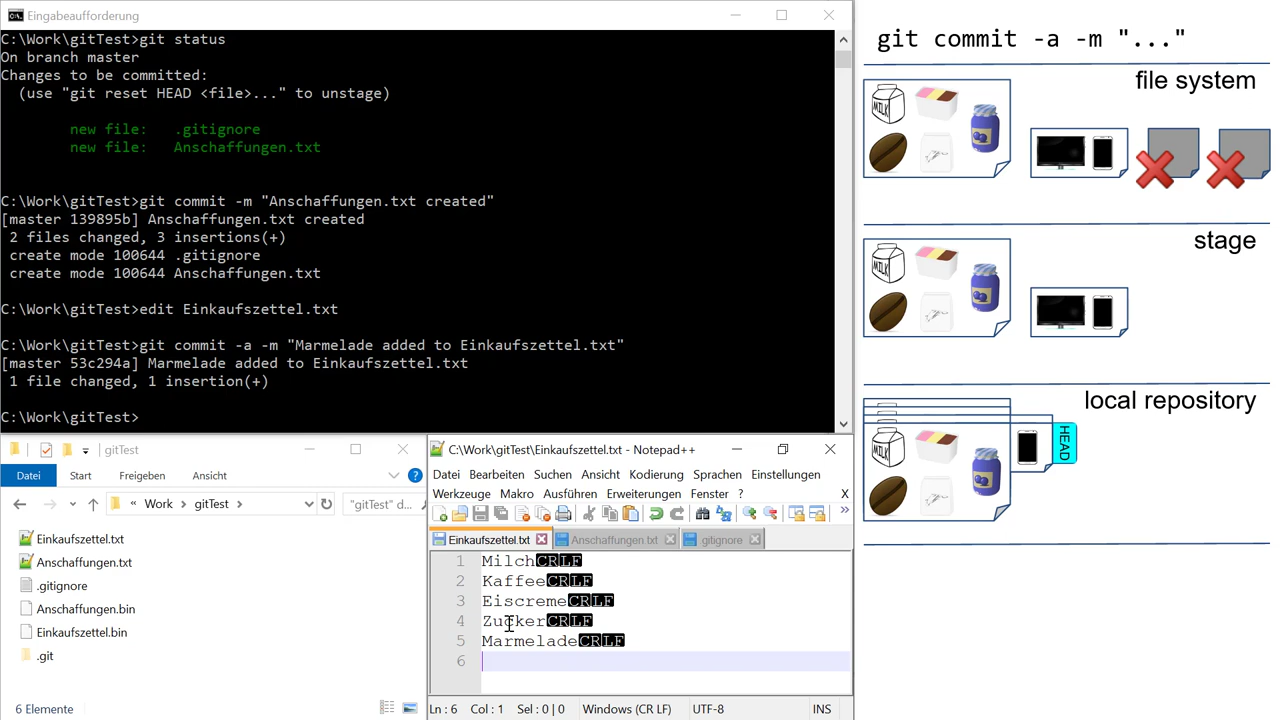 Eingabeaufforderung
C:\Work\gitTest>git status
On branch master
Changes to be committed:
(use "git reset HEAD <file>..." to unstage)
new file: .gitignore
new file: Anschaffungen.txt
C:\Work\gitTest>git commit -m "Anschaffungen.txt created"
[master 139895b] Anschaffungen.txt created
2 files changed, 3 insertions(+)
create mode 100644 .gitignore
create mode 100644 Anschaffungen.txt
C:\Work\gitTest>edit Einkaufszettel.txt
C:\Work\gitTest>git commit -a -m "Marmelade added to Einkaufszettel.txt"
[master 53c294a] Marmelade added to Einkaufszettel.txt
1 file changed, 1 insertion(+)
C:\Work\gitTest>
gitTest
Datei Start Freigeben Ansicht
« Work > gitTest > "gitTest" d...
Einkaufszettel.txt
Anschaffungen.txt
.gitignore
Anschaffungen.bin
Einkaufszettel.bin
.git
6 Elemente
C:\Work\gitTest\Einkaufszettel.txt - Notepad++
Datei Bearbeiten Suchen Ansicht Kodierung Sprachen Einstellungen
Werkzeuge Makro Ausführen Erweiterungen Fenster ? X
Einkaufszettel.txt Anschaffungen.txt .gitignore
1 MilchCRLF
2 KaffeeCRLF
3 EiscremeCRLF
4 ZuckerCRLF
5 MarmeladeCRLF
6
Ln : 6 Col : 1 Sel : 0 | 0 Windows (CR LF) UTF-8 INS
git commit -a -m "..."
file system
MILK
stage
MILK
local repository
MILK
HEAD